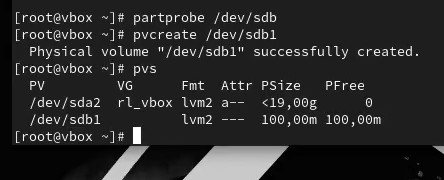 [root@vbox ~]# partprobe /dev/sdb
[root@vbox ~]# pvcreate /dev/sdb1
  Physical volume "/dev/sdb1" successfully created.
[root@vbox ~]# pvs
  PV         VG      Fmt  Attr PSize   PFree
  /dev/sda2  rl_vbox lvm2 a--  <19,00g      0
  /dev/sdb1          lvm2 ---  100,00m 100,00m
[root@vbox ~]#